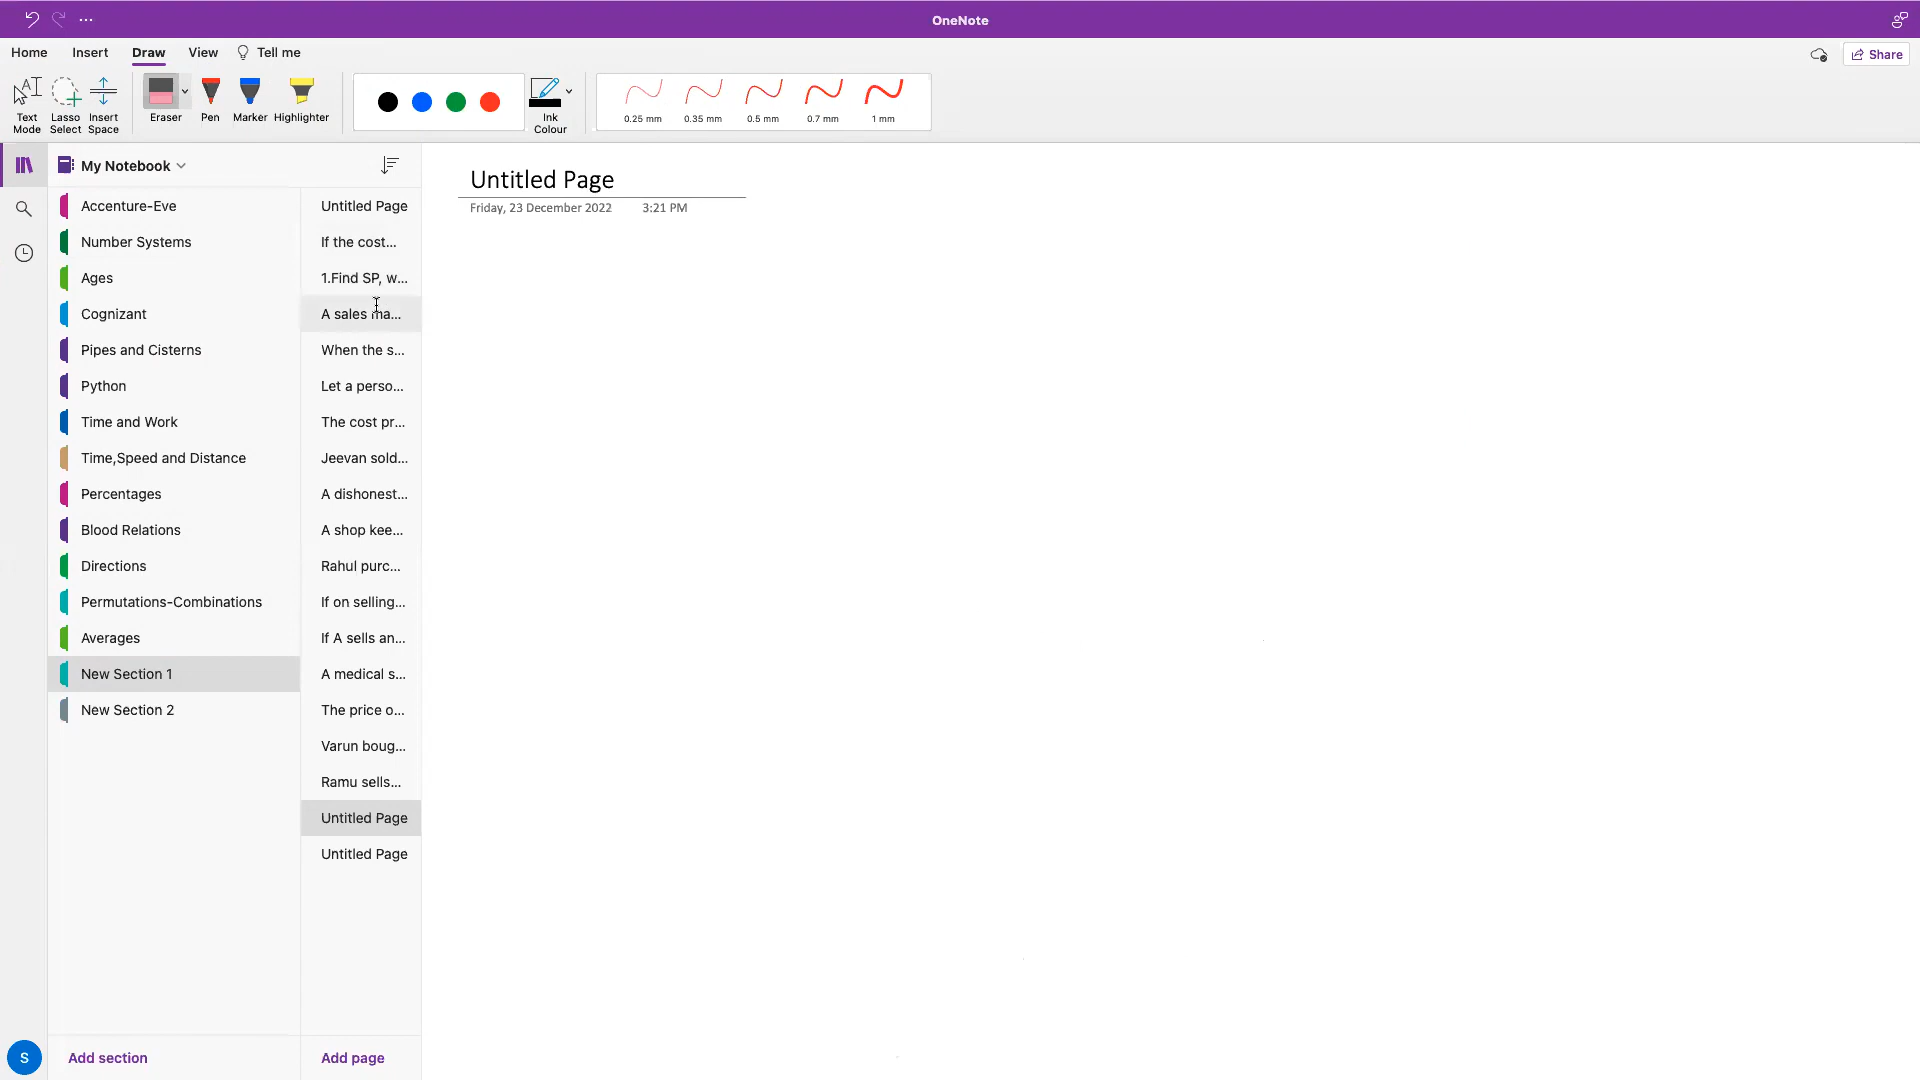 OneNote
Home Insert Draw View Tell me
Share
Text Mode
Lasso Select
Insert Space
Eraser
Pen
Marker
Highlighter
Ink Colour
0.25 mm
0.35 mm
0.5 mm
0.7 mm
1 mm
My Notebook
Accenture-Eve
Number Systems
Ages
Cognizant
Pipes and Cisterns
Python
Time and Work
Time,Speed and Distance
Percentages
Blood Relations
Directions
Permutations-Combinations
Averages
New Section 1
New Section 2
Add section
Untitled Page
If the cost...
1.Find SP, w...
A sales ma...
When the s...
Let a perso...
The cost pr...
Jeevan sold...
A dishonest...
A shop kee...
Rahul purc...
If on selling...
If A sells an...
A medical s...
The price o...
Varun boug...
Ramu sells...
Untitled Page
Untitled Page
Add page
Untitled Page
Friday, 23 December 2022 3:21 PM
S